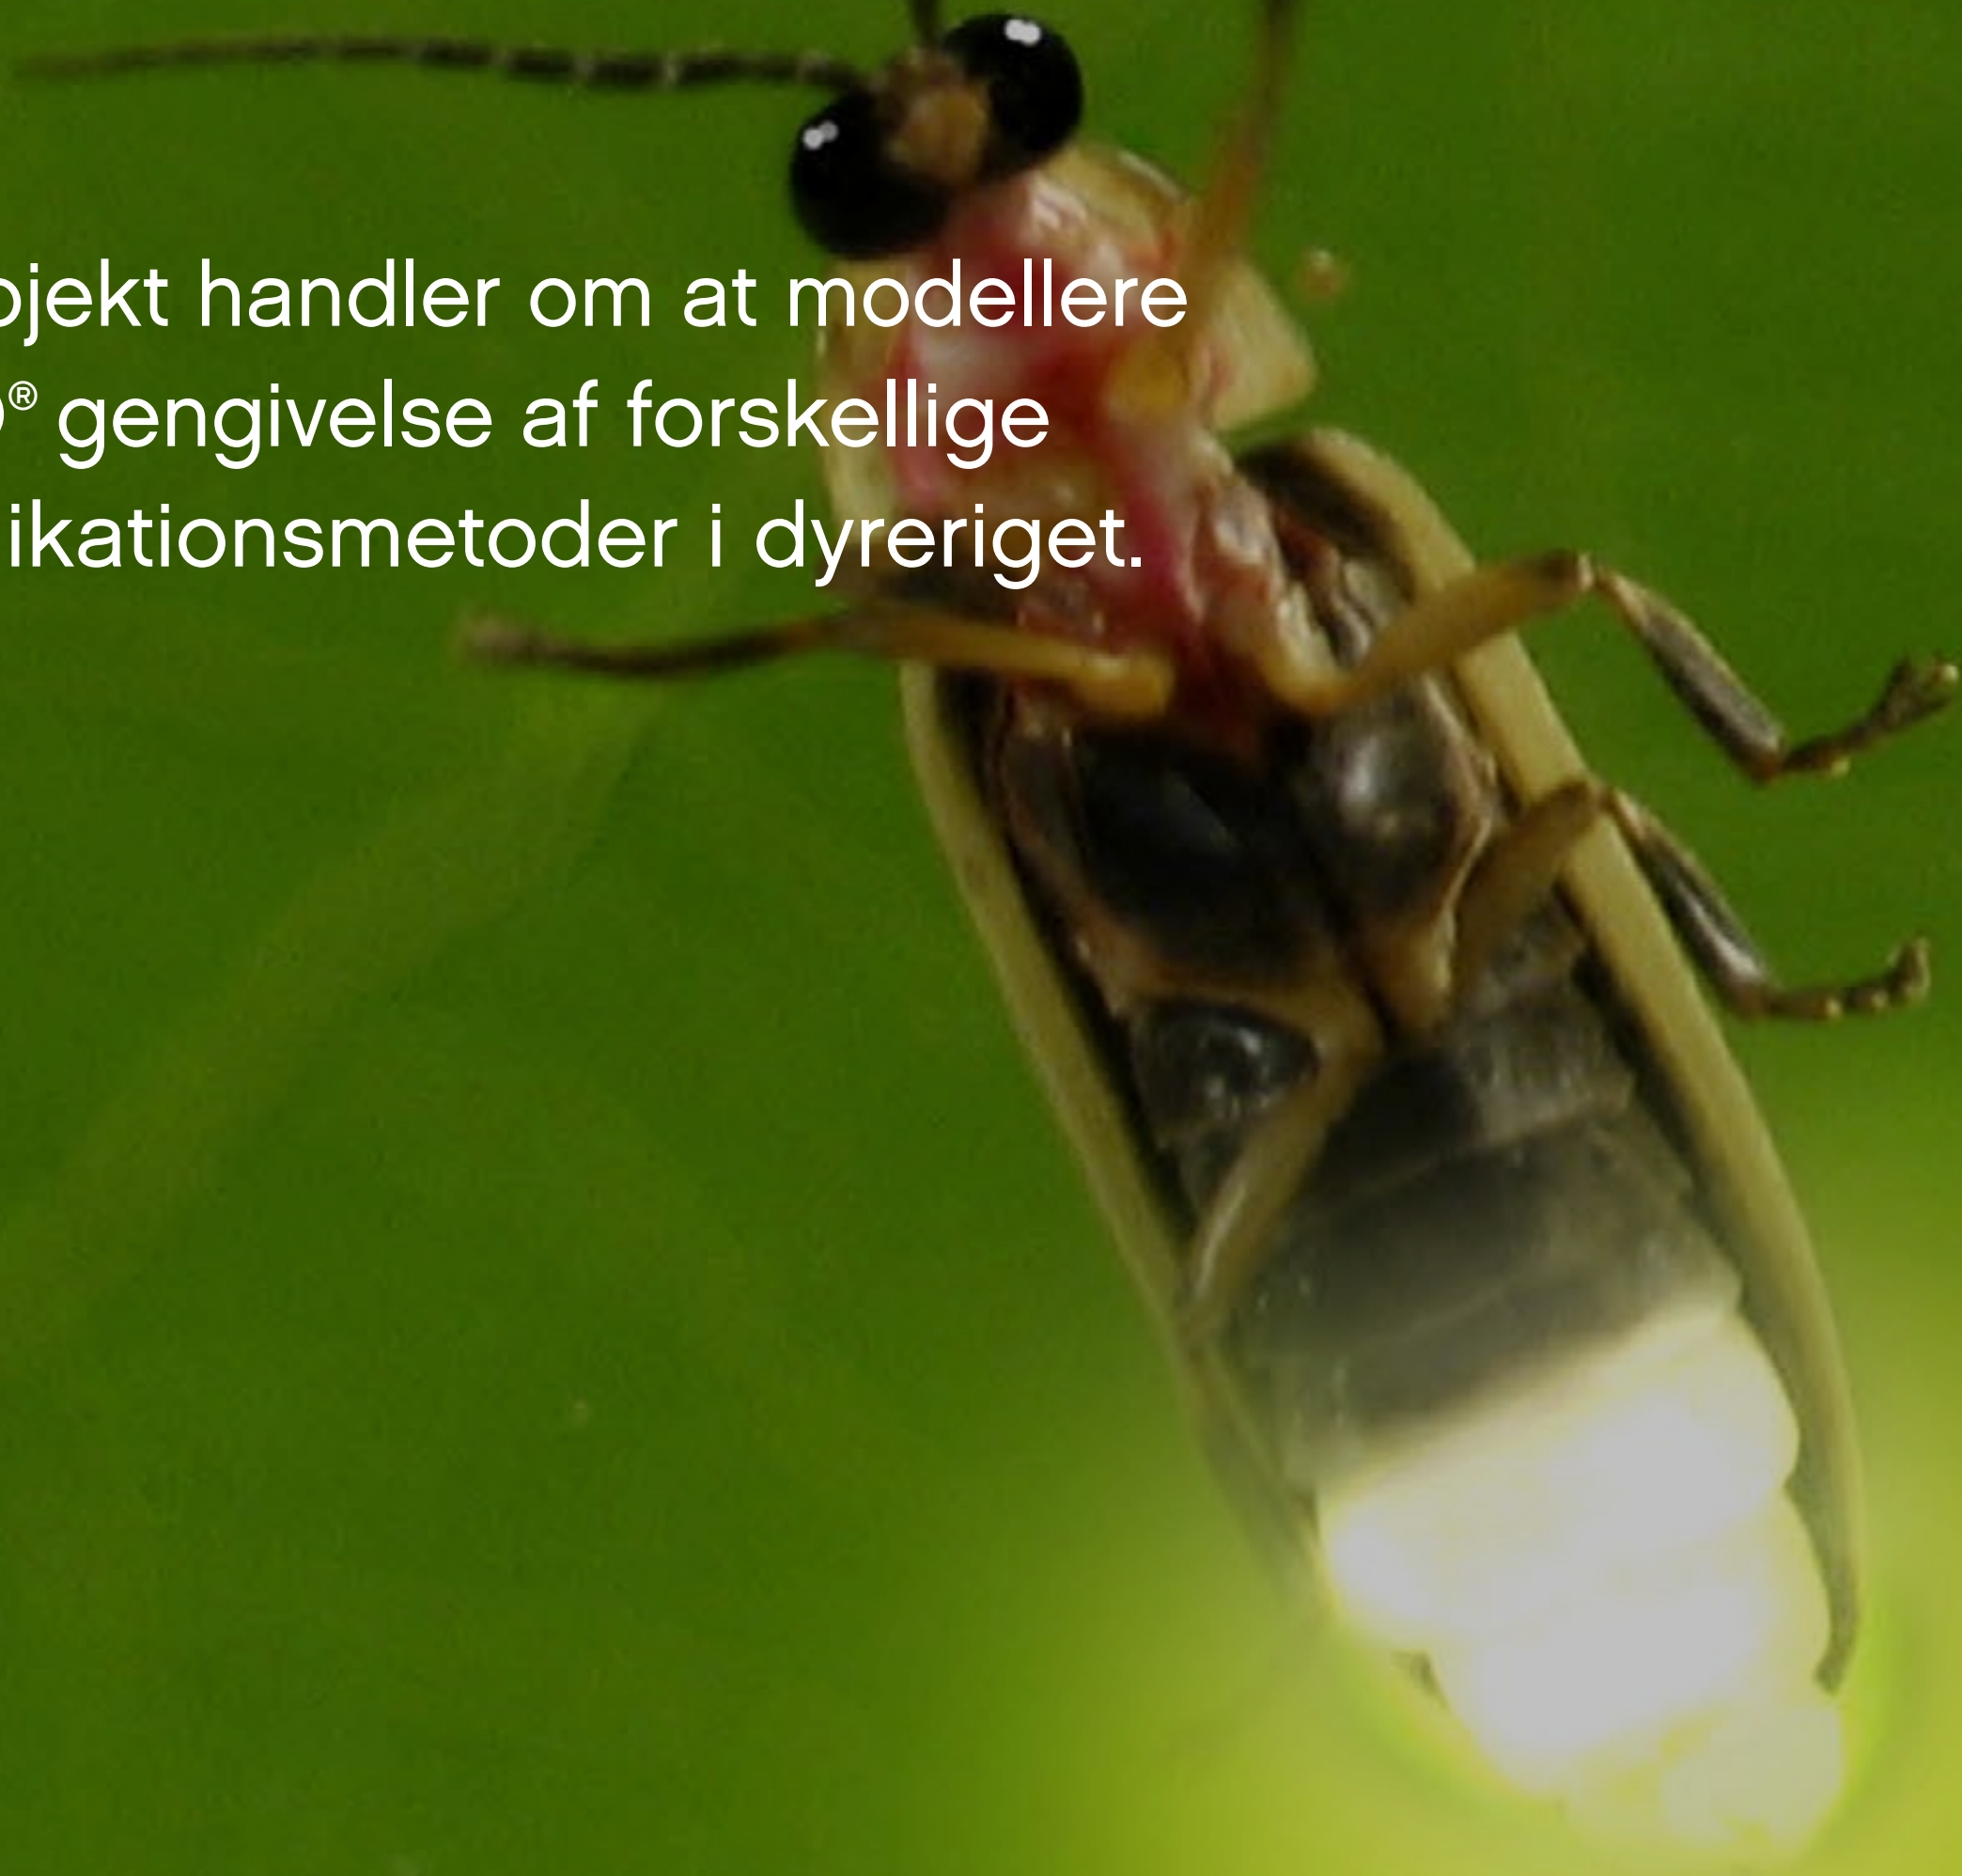 ojekt handler om at modellere
® gengivelse af forskellige
ikationsmetoder i dyreriget.